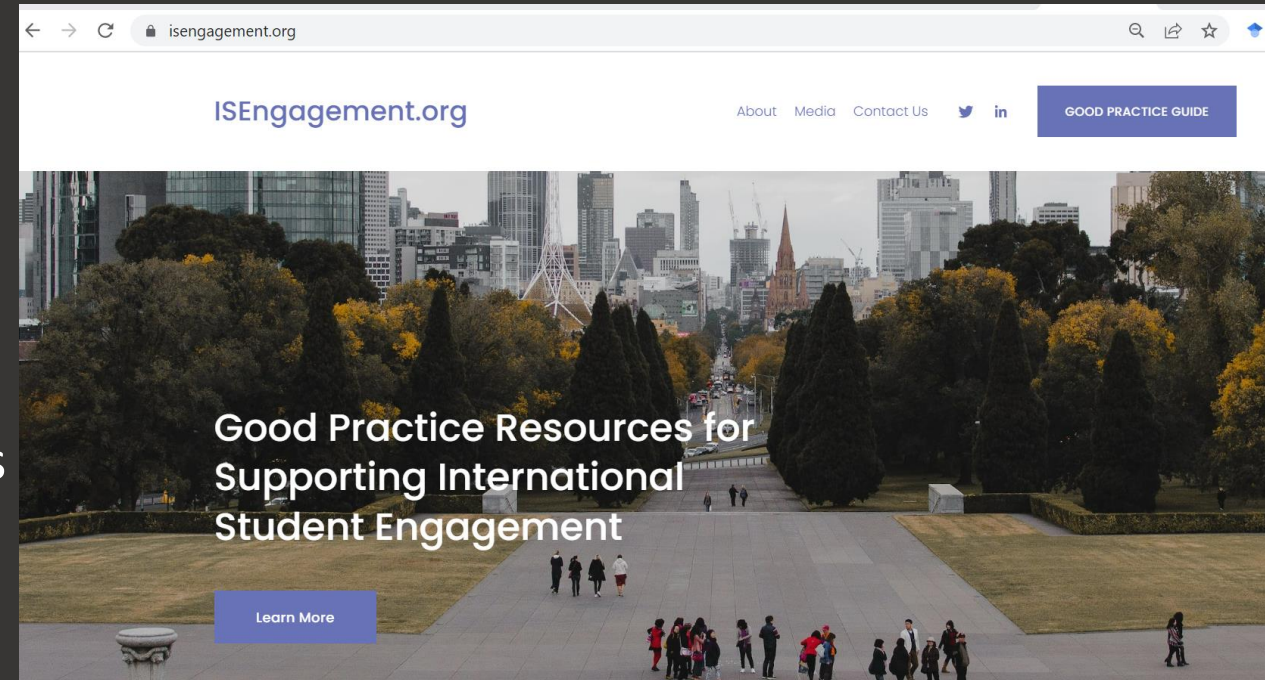 isengagement.org
ISEngagement.org
About Media Contact Us in GOOD PRACTICE GUIDE
Good Practice Resources for
Supporting International
Student Engagement
Learn More